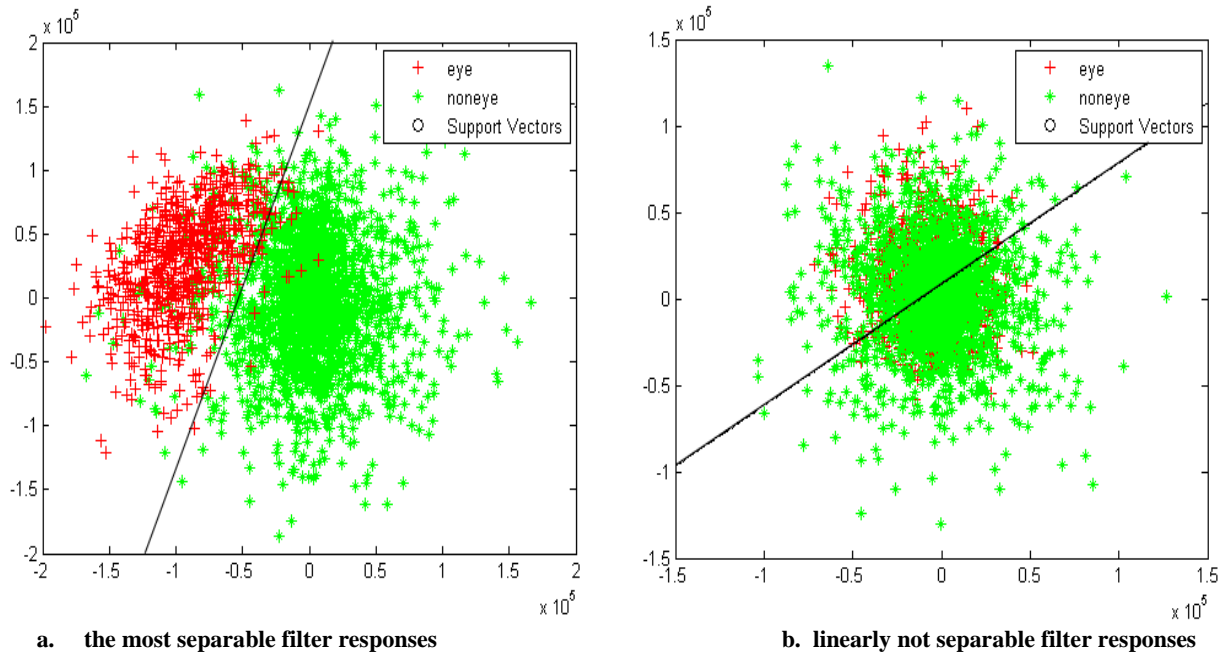 x 10^5
2
1.5
1
0.5
0
-0.5
-1
-1.5
-2
-2 -1.5 -1 -0.5 0 0.5 1 1.5 2
x 10^5
eye
noneye
Support Vectors
a. the most separable filter responses
x 10^5
1.5
1
0.5
0
-0.5
-1
-1.5
-1.5 -1 -0.5 0 0.5 1 1.5
x 10^5
eye
noneye
Support Vectors
b. linearly not separable filter responses